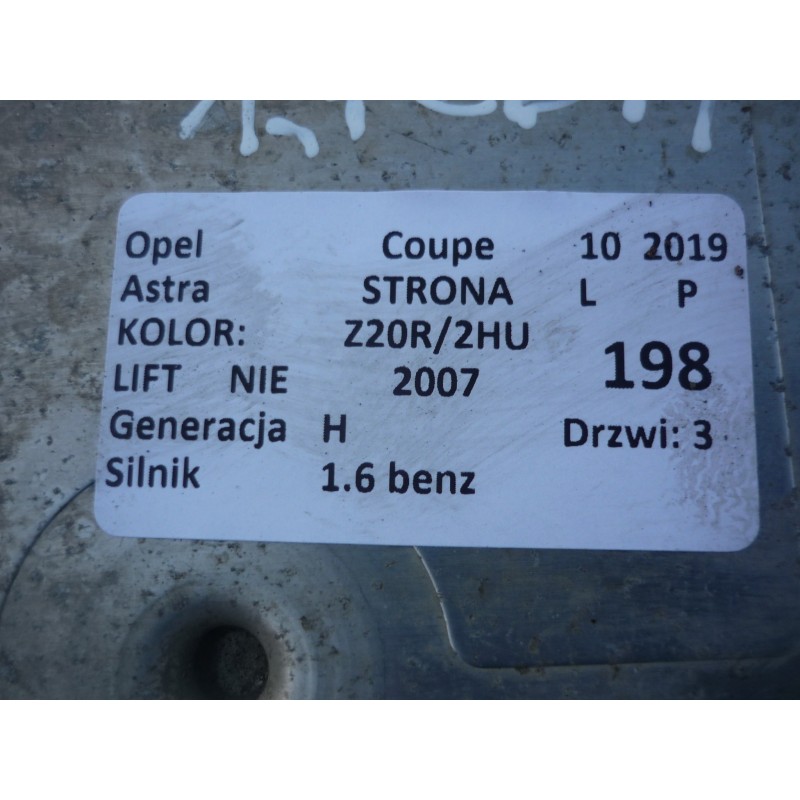 Opel Coupe 10 2019
Astra STRONA L P
KOLOR: Z20R/2HU
LIFT NIE 2007 198
Generacja H Drzwi: 3
Silnik 1.6 benz